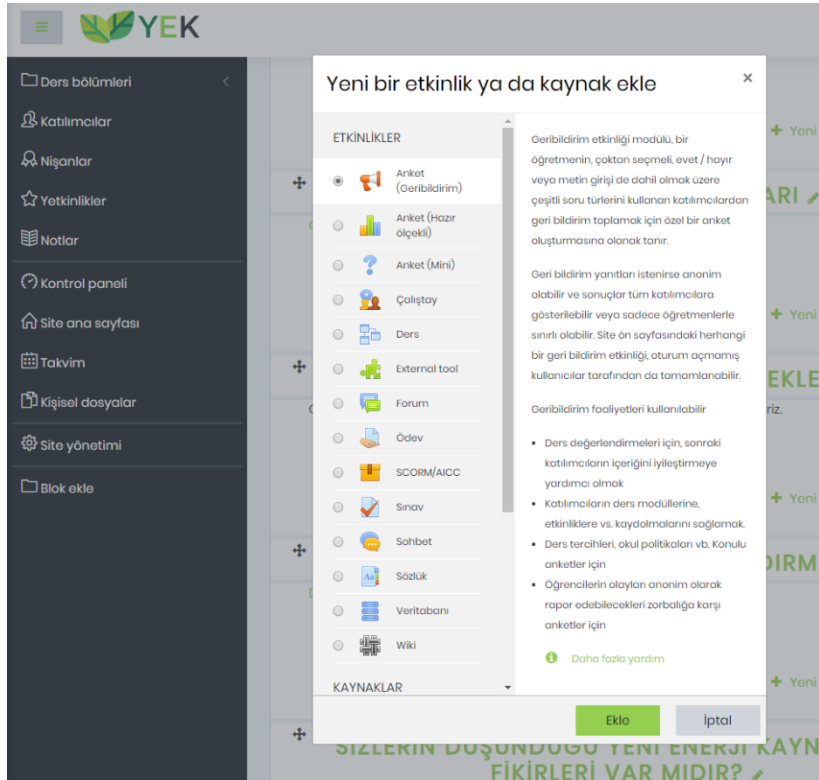 YEK
Ders bölümleri
Katılımcılar
Nişanlar
Yetkinlikler
Notlar
Kontrol paneli
Site ana sayfası
Takvim
Kişisel dosyalar
Site yönetimi
Blok ekle
Yeni bir etkinlik ya da kaynak ekle
ETKİNLİKLER
Anket
(Geribildirim)
Anket (Hazır
ölçekli)
Anket (Mini)
Çalıştay
Ders
External tool
Forum
Ödev
SCORM/AICC
Sınav
Sohbet
Sözlük
Veritabanı
Wiki
KAYNAKLAR
Geribildirim etkinliği modülü, bir
öğretmenin, çoktan seçmeli, evet / hayır
veya metin girişi de dahil olmak üzere
çeşitli soru türlerini kullanan katılımcılardan
geri bildirim toplamak için özel bir anket
oluşturmasına olanak tanır.
Geri bildirim yanıtları istenirse anonim
olabilir ve sonuçlar tüm katılımcılara
gösterilebilir veya sadece öğretmenlerle
sınırlı olabilir. Site ön sayfasındaki herhangi
bir geri bildirim etkinliği, oturum açmamış
kullanıcılar tarafından da tamamlanabilir.
Geribildirim faaliyetleri kullanılabilir
Ders değerlendirmeleri için, sonraki
katılımcıların içeriğini iyileştirmeye
yardımcı olmak
Katılımcıların ders modüllerine,
etkinliklere vs. kaydolmalarını sağlamak.
Ders tercihleri, okul politikaları vb. Konulu
anketler için
Öğrencilerin olayları anonim olarak
rapor edebilecekleri zorbalığa karşı
anketler için
Daha fazla yardım
Ekle
İptal
+ Yeni
ARI
+ Yeni
EKLE
riz.
+ Yeni
DIRM
+ Yeni
SİZLERİN DÜŞÜNDÜĞÜ YENİ ENERJİ KAYN
FİKİRLERİ VAR MIDIR?